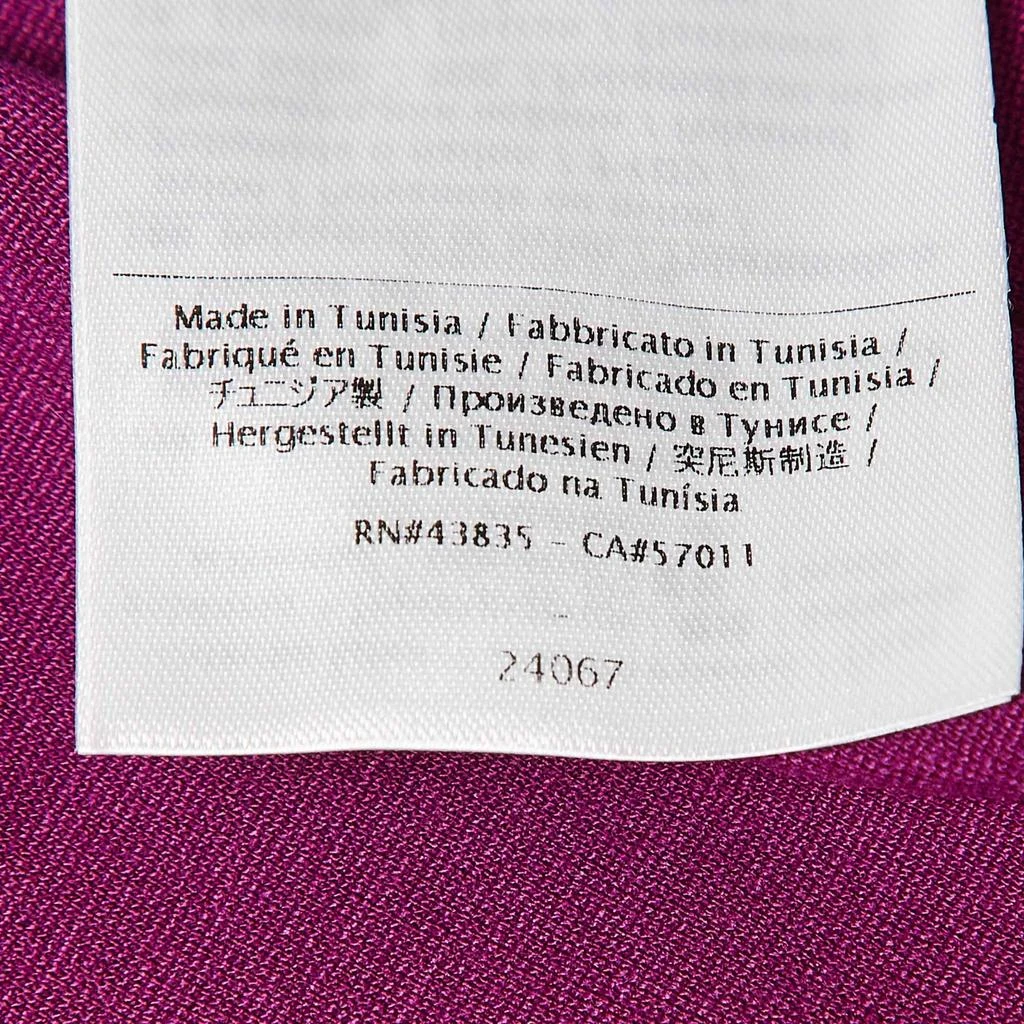 Made in Tunisia / Fabbricato in Tunisia /
Fabriqué en Tunisie / Fabricado en Tunisia /
チュニジア製 / Произведено в Тунисе /
Hergestellt in Tunesien / 突尼斯制造 /
Fabricado na Tunísia
RN#43835 - CA#57011
24067